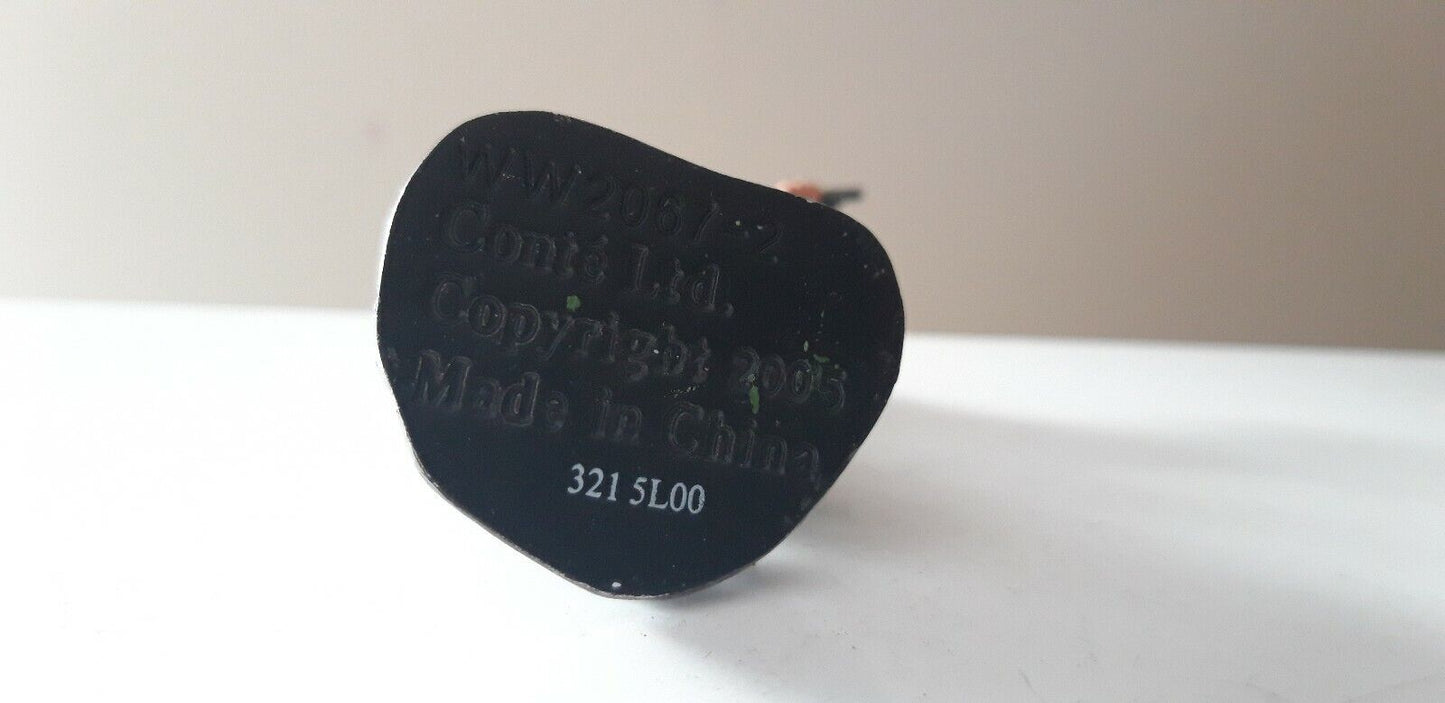 WAW2067-2
Conté Ltd.
Copyright 2005
Made in China
321 5L00